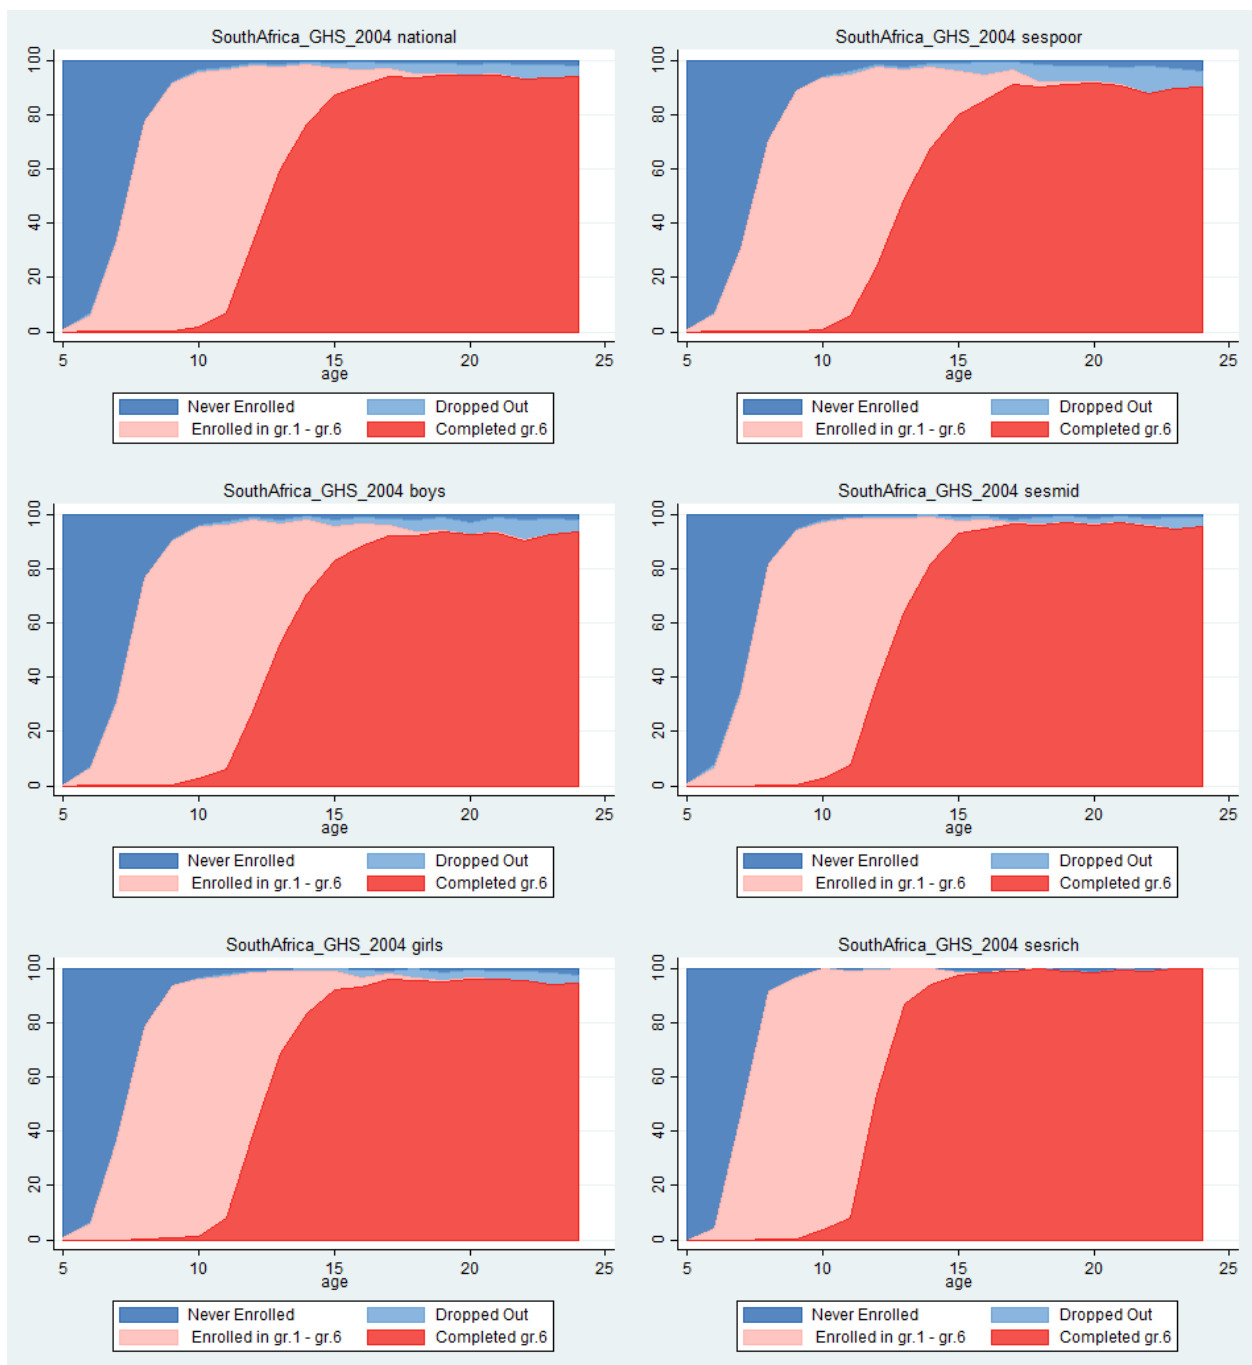 SouthAfrica_GHS_2004 national
100
80
60
40
20
0
5 10 15 20 25
age
Never Enrolled Dropped Out
Enrolled in gr.1 - gr.6 Completed gr.6
SouthAfrica_GHS_2004 sespoor
100
80
60
40
20
0
5 10 15 20 25
age
Never Enrolled Dropped Out
Enrolled in gr.1 - gr.6 Completed gr.6
SouthAfrica_GHS_2004 boys
100
80
60
40
20
0
5 10 15 20 25
age
Never Enrolled Dropped Out
Enrolled in gr.1 - gr.6 Completed gr.6
SouthAfrica_GHS_2004 sesmid
100
80
60
40
20
0
5 10 15 20 25
age
Never Enrolled Dropped Out
Enrolled in gr.1 - gr.6 Completed gr.6
SouthAfrica_GHS_2004 girls
100
80
60
40
20
0
5 10 15 20 25
age
Never Enrolled Dropped Out
Enrolled in gr.1 - gr.6 Completed gr.6
SouthAfrica_GHS_2004 sesrich
100
80
60
40
20
0
5 10 15 20 25
age
Never Enrolled Dropped Out
Enrolled in gr.1 - gr.6 Completed gr.6